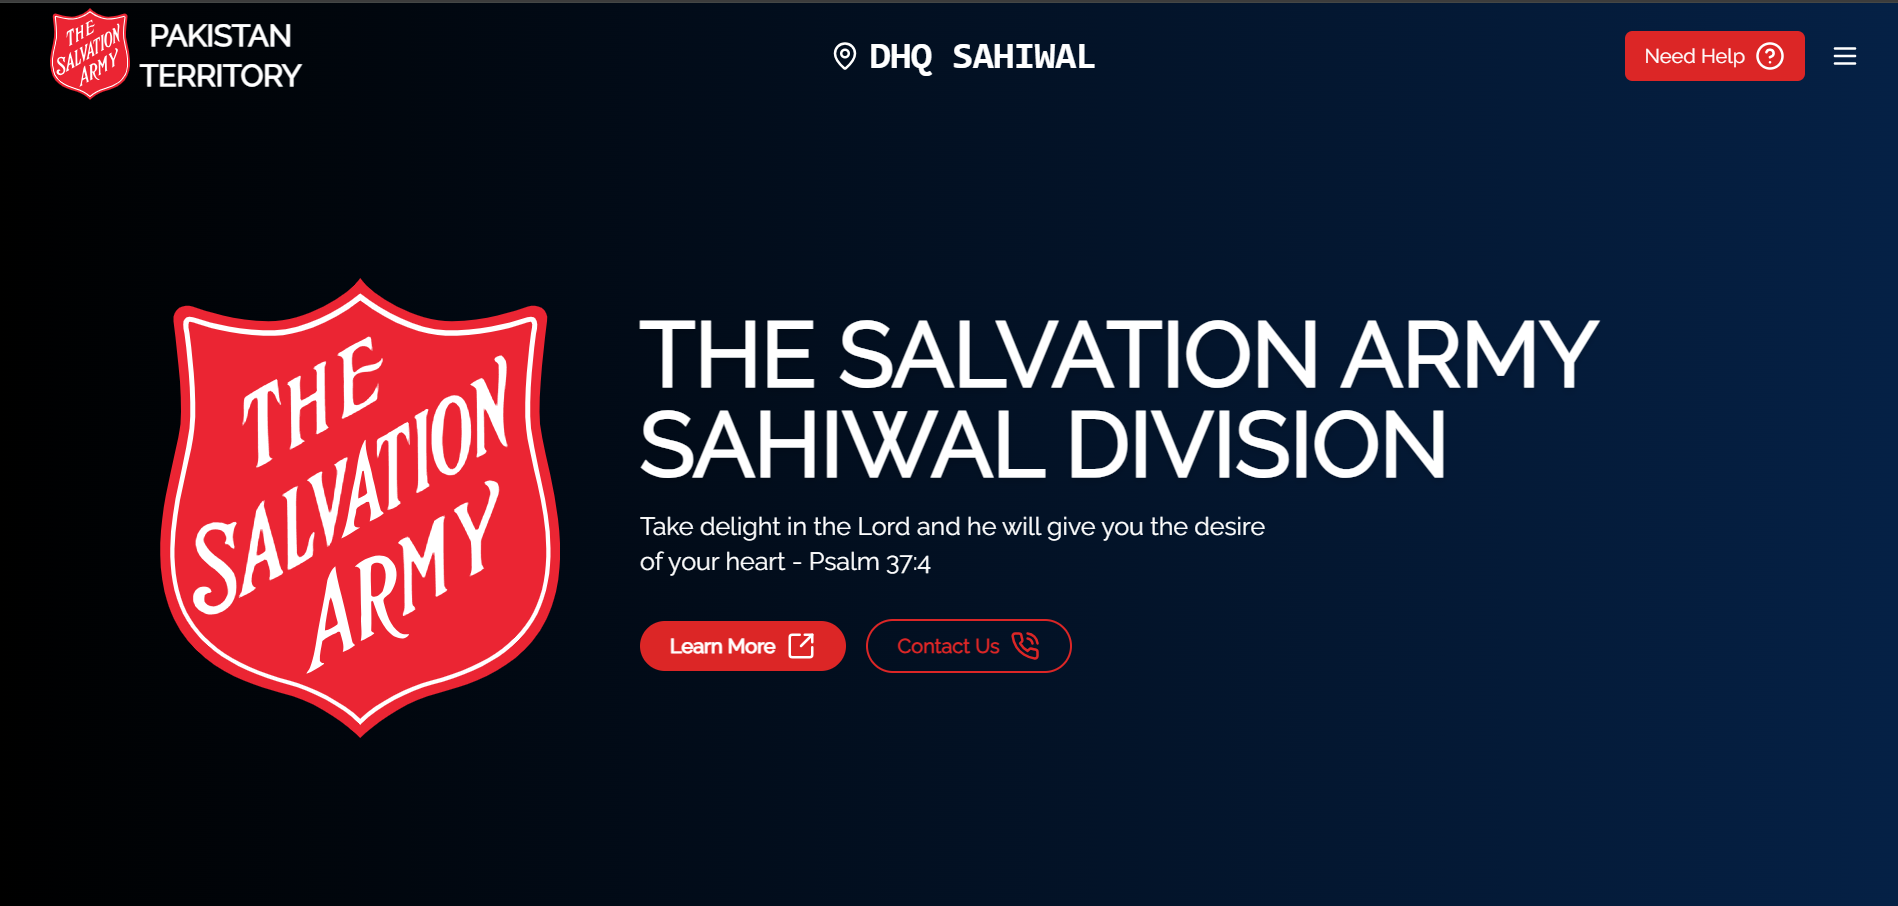 THE
SALVATION
ARMY
PAKISTAN
TERRITORY
DHQ SAHIWAL
Need Help
THE
SALVATION
ARMY
THE SALVATION ARMY
SAHIWAL DIVISION
Take delight in the Lord and he will give you the desire
of your heart - Psalm 37:4
Learn More
Contact Us